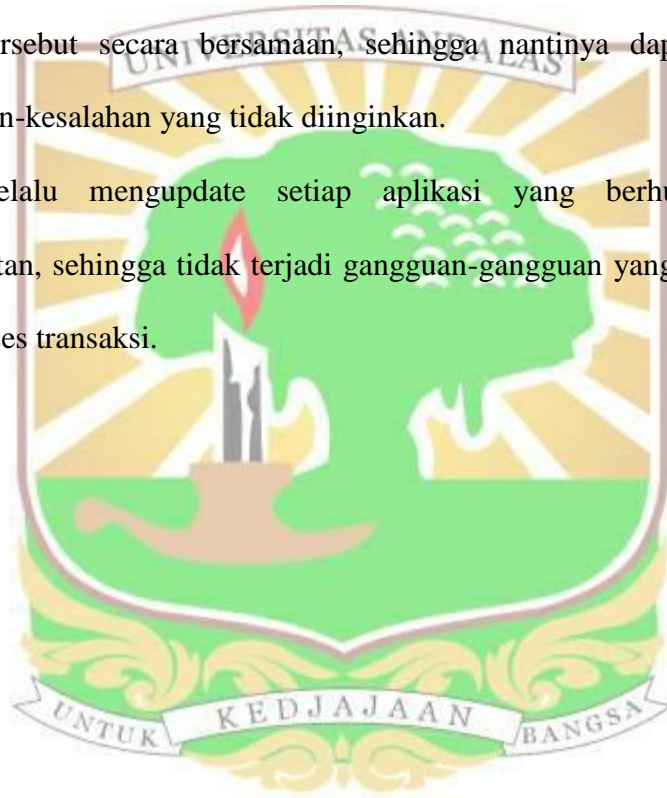 rsebut secara bersamaan, sehingga nantinya dap
UNIVERSITAS ANDALAS
n-kesalahan yang tidak diinginkan.
elalu mengupdate setiap aplikasi yang berhu
tan, sehingga tidak terjadi gangguan-gangguan yang
es transaksi.
UNTUK KEDJAJAAN BANGSA